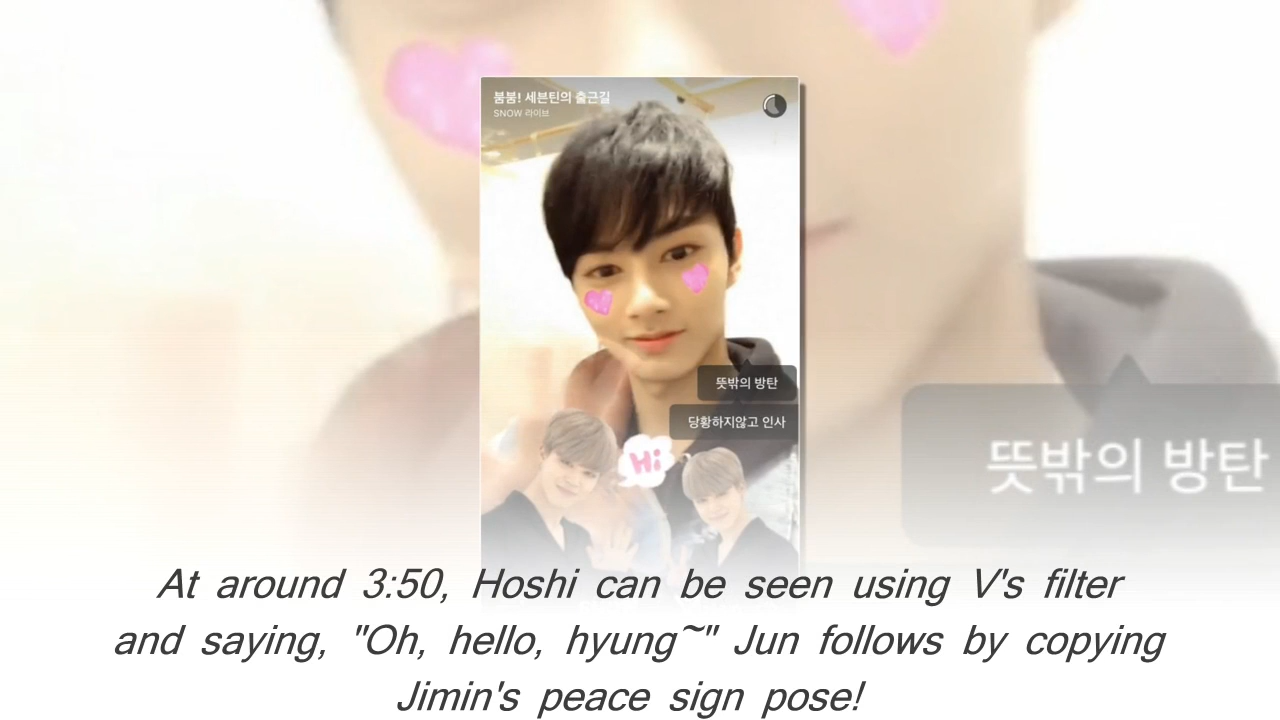 붐붐! 세븐틴의 출근길
SNOW 라이브
뜻밖의 방탄
당황하지않고 인사
Hi
뜻밖의 방탄
At around 3:50, Hoshi can be seen using V's filter
and saying, "Oh, hello, hyung~" Jun follows by copying
Jimin's peace sign pose!